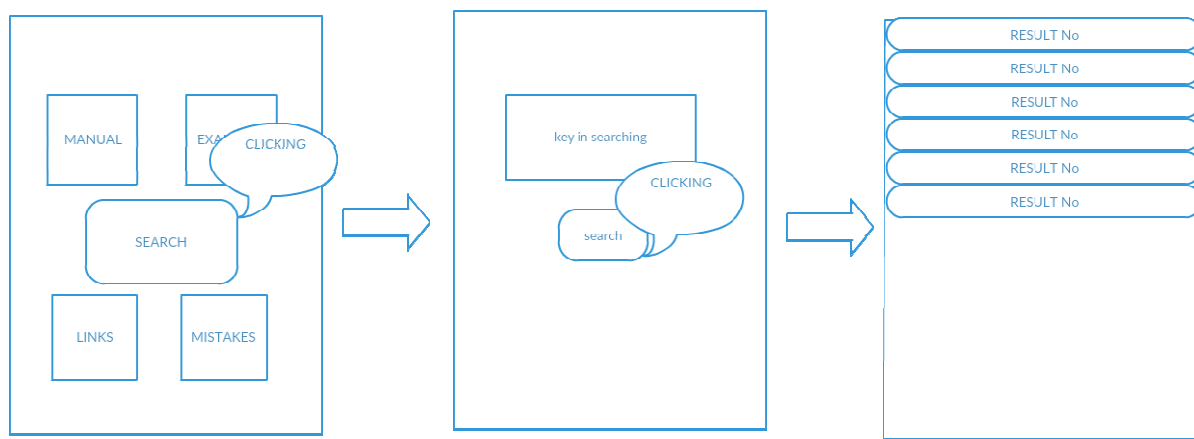 MANUAL
CLICKING
SEARCH
LINKS
MISTAKES
key in searching
CLICKING
search
RESULT No
RESULT No
RESULT No
RESULT No
RESULT No
RESULT No